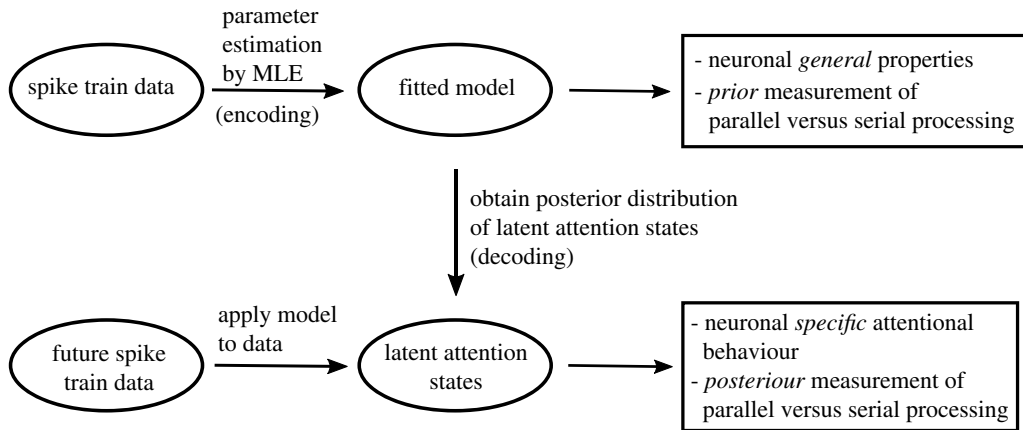 parameter
estimation
by MLE
spike train data
(encoding)
fitted model
- neuronal general properties
- prior measurement of
parallel versus serial processing
obtain posterior distribution
of latent attention states
(decoding)
future spike
train data
apply model
to data
latent attention
states
- neuronal specific attentional
behaviour
- posteriour measurement of
parallel versus serial processing